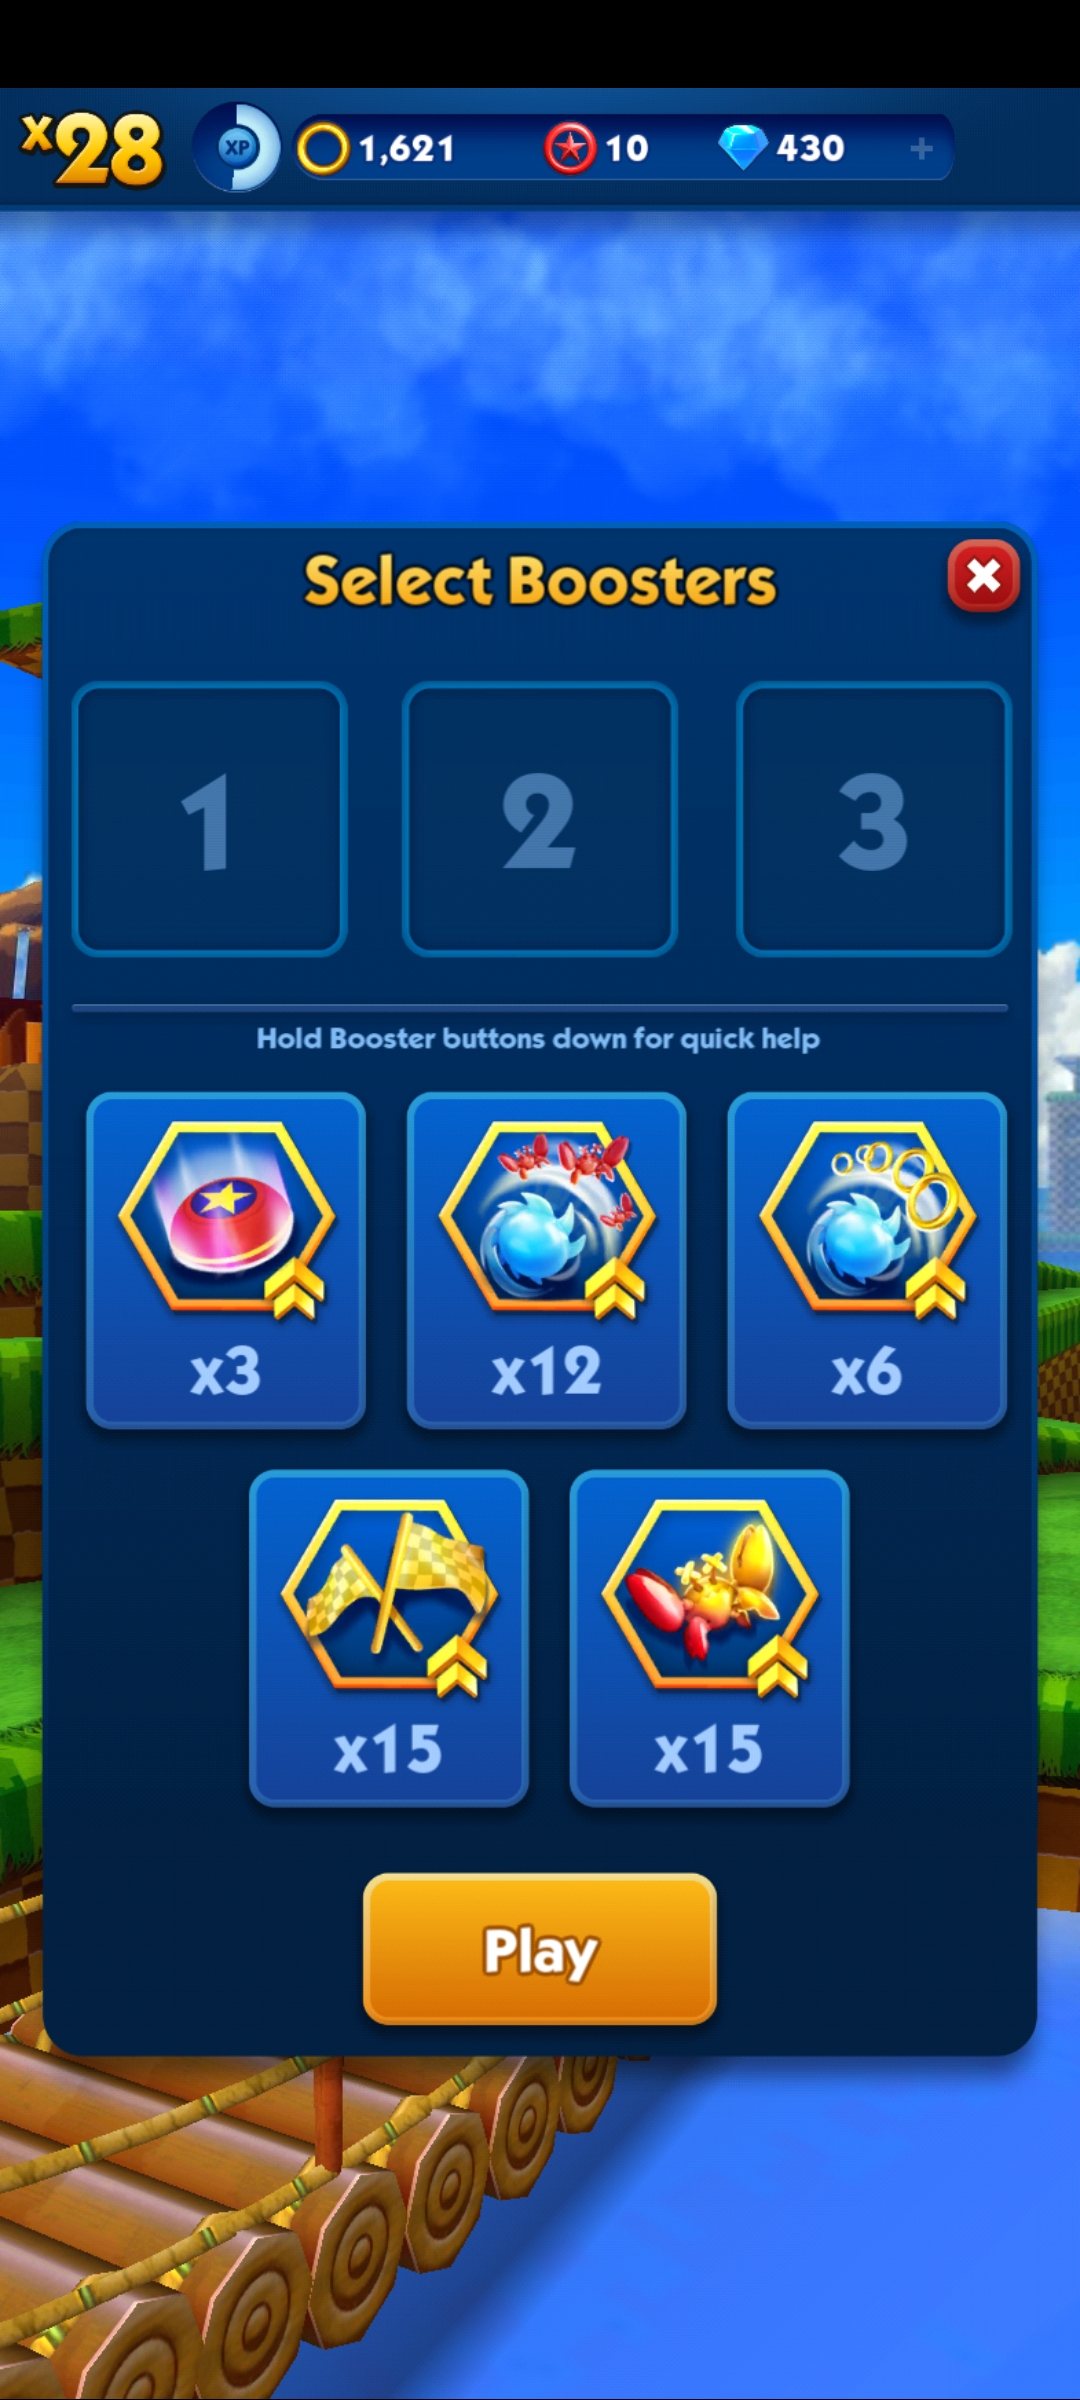 x28 XP 1,621 10 430 +
Select Boosters
1 2 3
Hold Booster buttons down for quick help
x3 x12 x6
x15 x15
Play